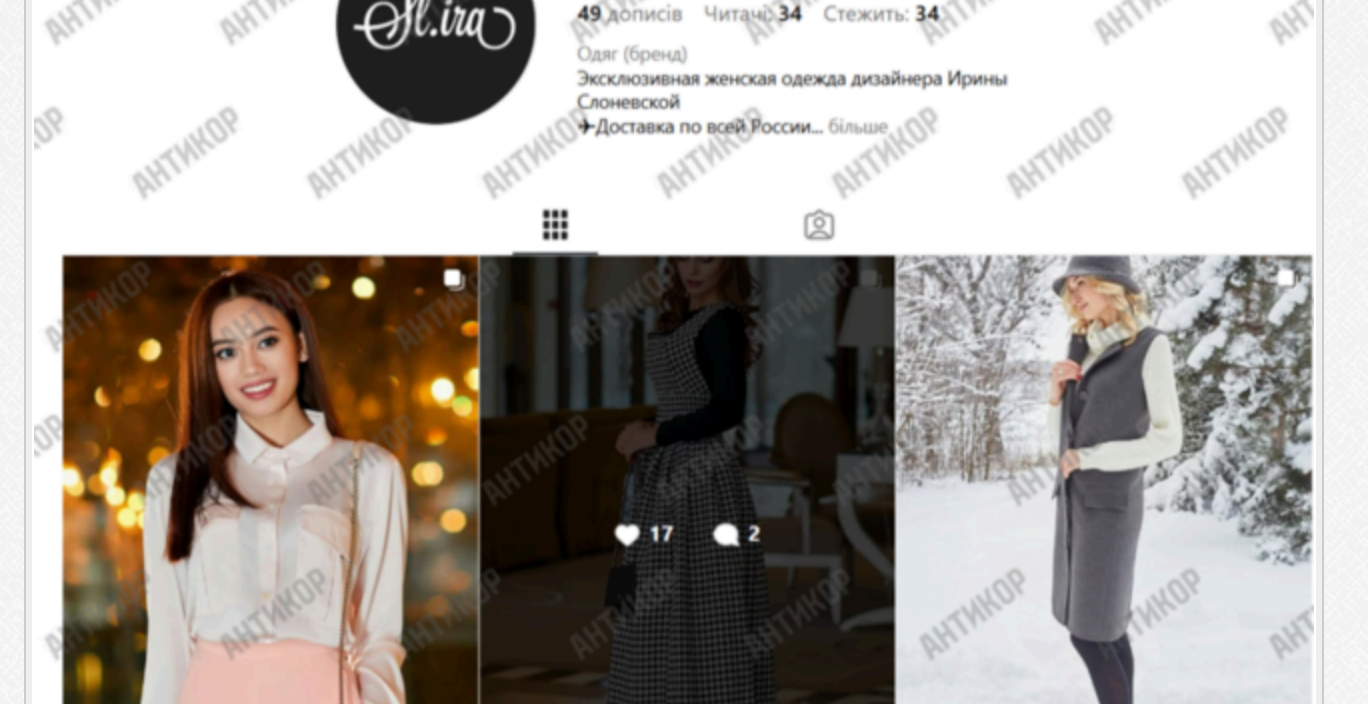 Sl.ira
49 дописів Читачі: 34 Стежить: 34
Одяг (бренд)
Эксклюзивная женская одежда дизайнера Ирины
Слоневской
✈Доставка по всей России... більше
17 2
АНТИКОР